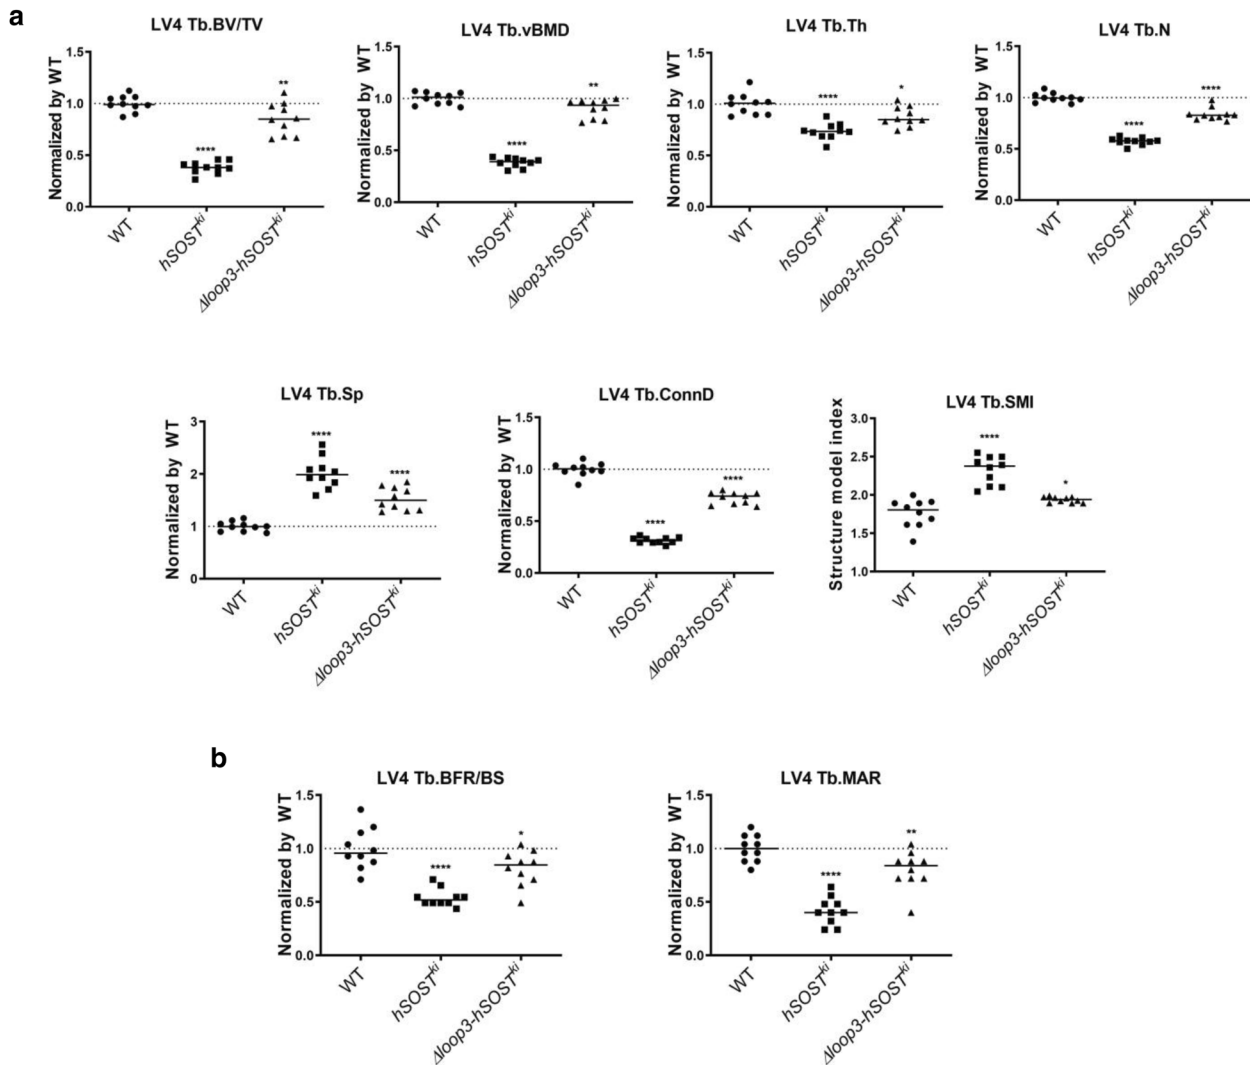 a
LV4 Tb.BV/TV
Normalized by WT
1.5
1.0
0.5
0.0
****
**
WT
hSOSTᵏⁱ
Δloop3-hSOSTᵏⁱ
LV4 Tb.vBMD
Normalized by WT
1.5
1.0
0.5
0.0
****
**
WT
hSOSTᵏⁱ
Δloop3-hSOSTᵏⁱ
LV4 Tb.Th
Normalized by WT
1.5
1.0
0.5
0.0
****
*
WT
hSOSTᵏⁱ
Δloop3-hSOSTᵏⁱ
LV4 Tb.N
Normalized by WT
1.5
1.0
0.5
0.0
****
****
WT
hSOSTᵏⁱ
Δloop3-hSOSTᵏⁱ
LV4 Tb.Sp
Normalized by WT
3
2
1
0
****
****
WT
hSOSTᵏⁱ
Δloop3-hSOSTᵏⁱ
LV4 Tb.ConnD
Normalized by WT
1.5
1.0
0.5
0.0
****
****
WT
hSOSTᵏⁱ
Δloop3-hSOSTᵏⁱ
LV4 Tb.SMI
Structure model index
3.0
2.5
2.0
1.5
1.0
****
*
WT
hSOSTᵏⁱ
Δloop3-hSOSTᵏⁱ
b
LV4 Tb.BFR/BS
Normalized by WT
1.5
1.0
0.5
0.0
****
*
WT
hSOSTᵏⁱ
Δloop3-hSOSTᵏⁱ
LV4 Tb.MAR
Normalized by WT
1.5
1.0
0.5
0.0
****
**
WT
hSOSTᵏⁱ
Δloop3-hSOSTᵏⁱ